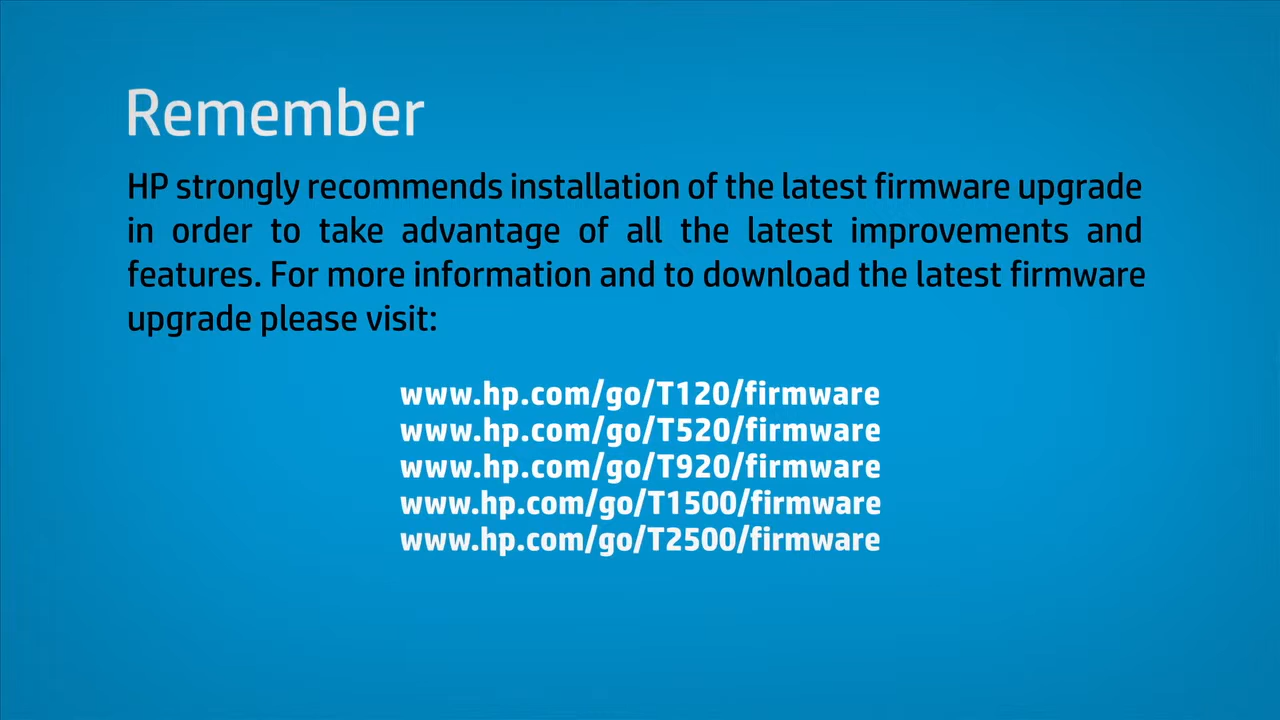 Remember
HP strongly recommends installation of the latest firmware upgrade
in order to take advantage of all the latest improvements and
features. For more information and to download the latest firmware
upgrade please visit:
www.hp.com/go/T120/firmware
www.hp.com/go/T520/firmware
www.hp.com/go/T920/firmware
www.hp.com/go/T1500/firmware
www.hp.com/go/T2500/firmware